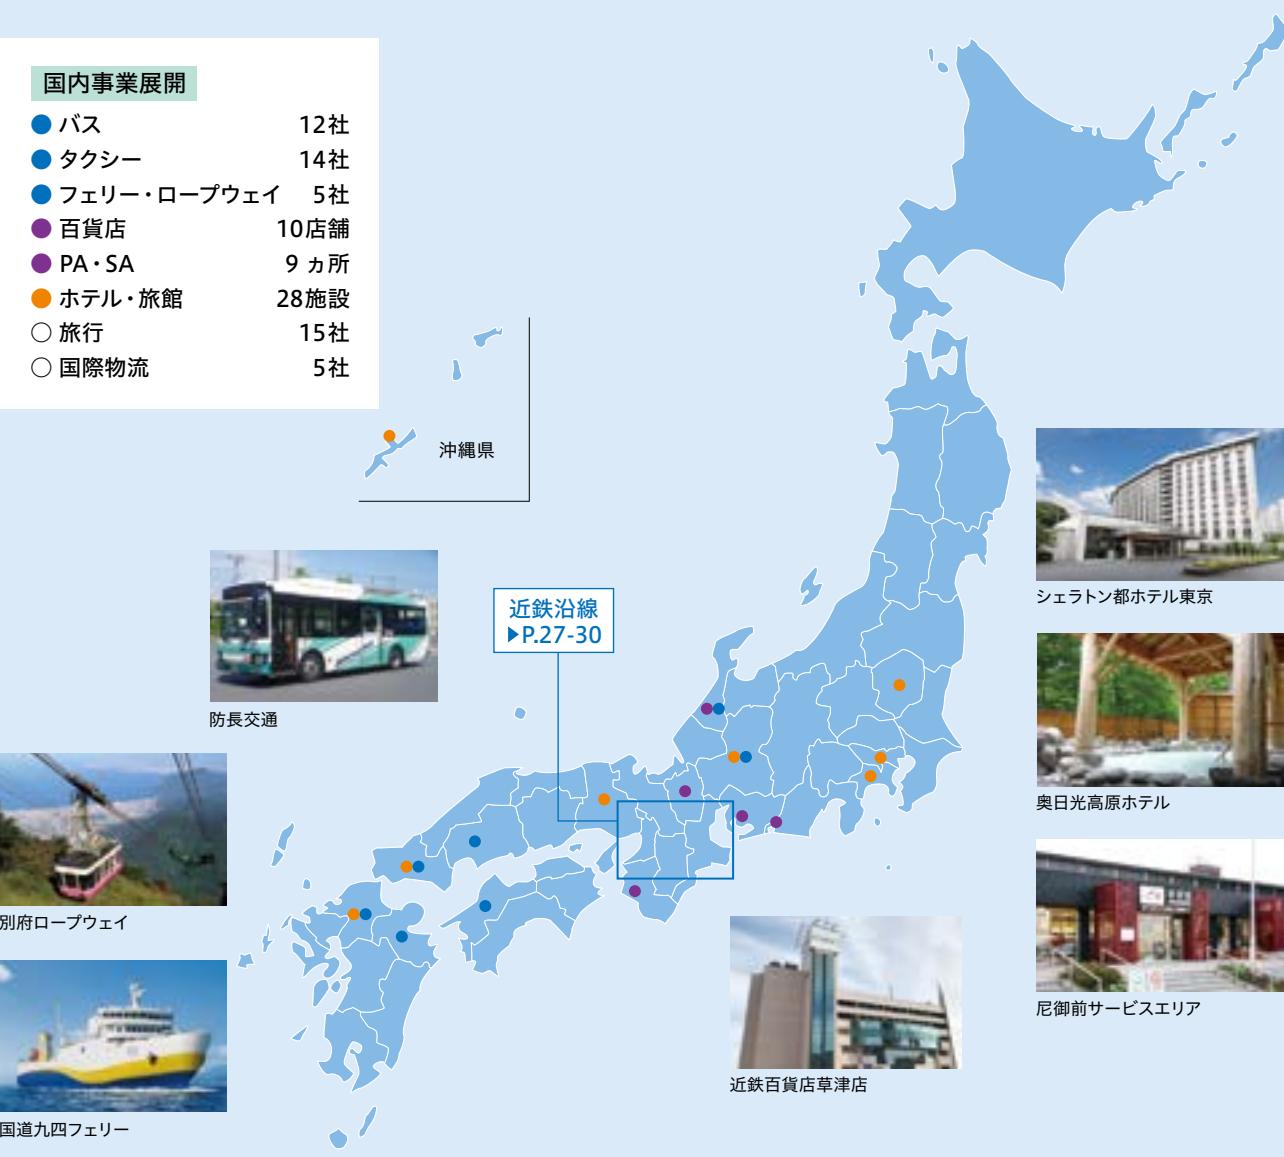 国内事業展開
● バス 12社
● タクシー 14社
● フェリー・ロープウェイ 5社
● 百貨店 10店舗
● PA・SA 9 ヵ所
● ホテル・旅館 28施設
○ 旅行 15社
○ 国際物流 5社
沖縄県
近鉄沿線
▶P.27-30
防長交通
別府ロープウェイ
国道九四フェリー
近鉄百貨店草津店
シェラトン都ホテル東京
奥日光高原ホテル
尼御前サービスエリア